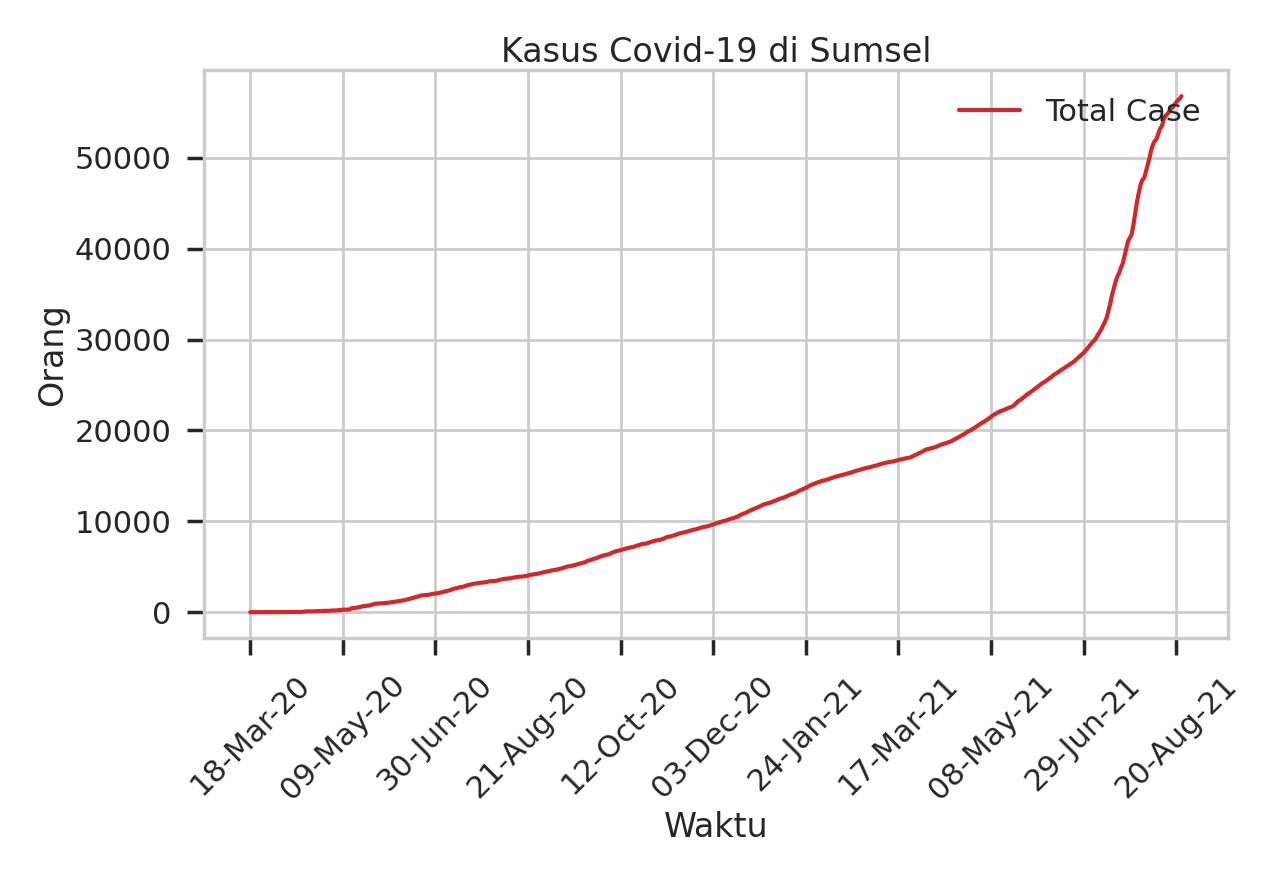 Kasus Covid-19 di Sumsel
Total Case
Orang
50000
40000
30000
20000
10000
0
18-Mar-20
09-May-20
30-Jun-20
21-Aug-20
12-Oct-20
03-Dec-20
24-Jan-21
17-Mar-21
08-May-21
29-Jun-21
20-Aug-21
Waktu